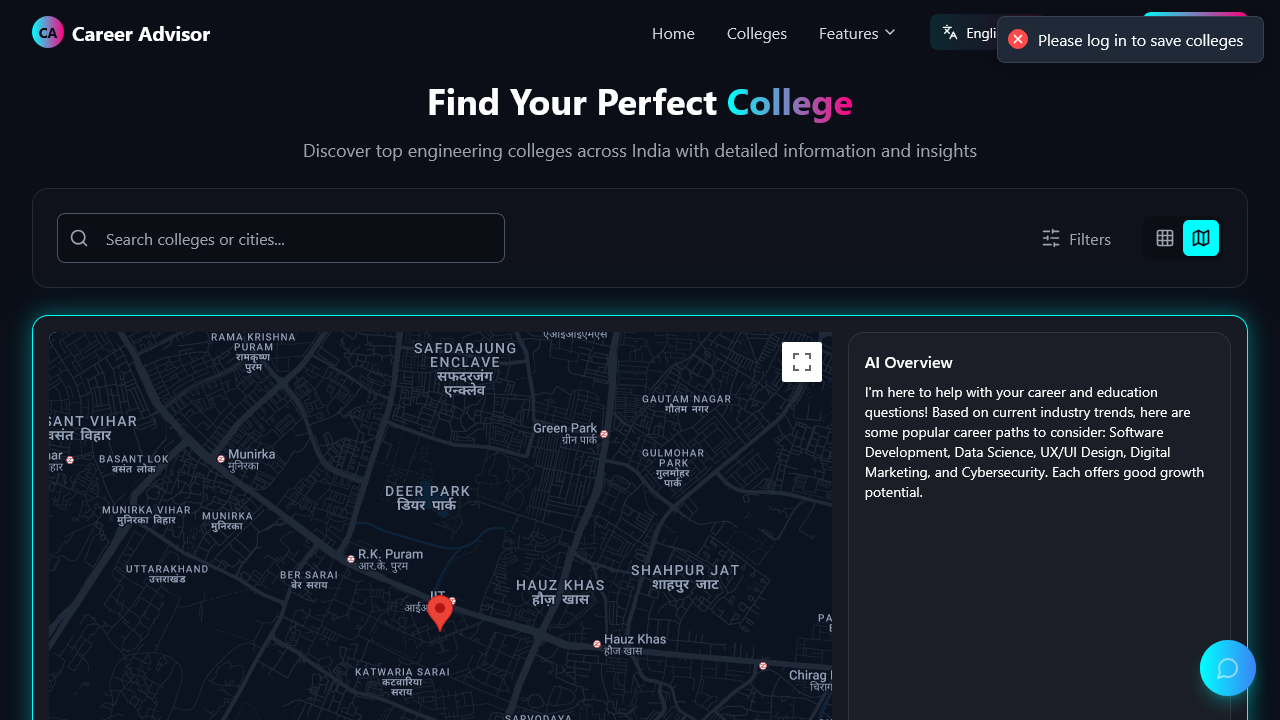 CA Career Advisor
Home
Colleges
Features
Please log in to save colleges
Find Your Perfect College
Discover top engineering colleges across India with detailed information and insights
Search colleges or cities...
Filters
RAMA KRISHNA
PURAM
रामकृष्ण
पुरम
SAFDARJUNG
ENCLAVE
सफदरजंग
एन्क्लेव
एआइआइएमएस
GAUTAM NAGAR
गौतम नगर
VIHAR
वसंत विहार
Green Park
ग्रीन पार्क
BASANT LOK
बसंत लोक
Munirka
मुनिरका
GULMOHAR
PARK
गुलमोहर
पार्क
DEER PARK
डियर पार्क
MUNIRKA VIHAR
मुनिरका विहार
MUNIRKA
मुनिरका
R.K. Puram
आर.के. पुरम
UTTARAKHAND
उत्तराखंड
BER SARAI
बेर सराय
HAUZ KHAS
हौज़ खास
SHAHPUR JAT
शाहपुर जाट
IIT
Hauz Khas
हौज खास
KATWARIA SARAI
कटवारिया
सराय
Chirag
SARVODAYA
AI Overview
I'm here to help with your career and education
questions! Based on current industry trends, here are
some popular career paths to consider: Software
Development, Data Science, UX/UI Design, Digital
Marketing, and Cybersecurity. Each offers good growth
potential.